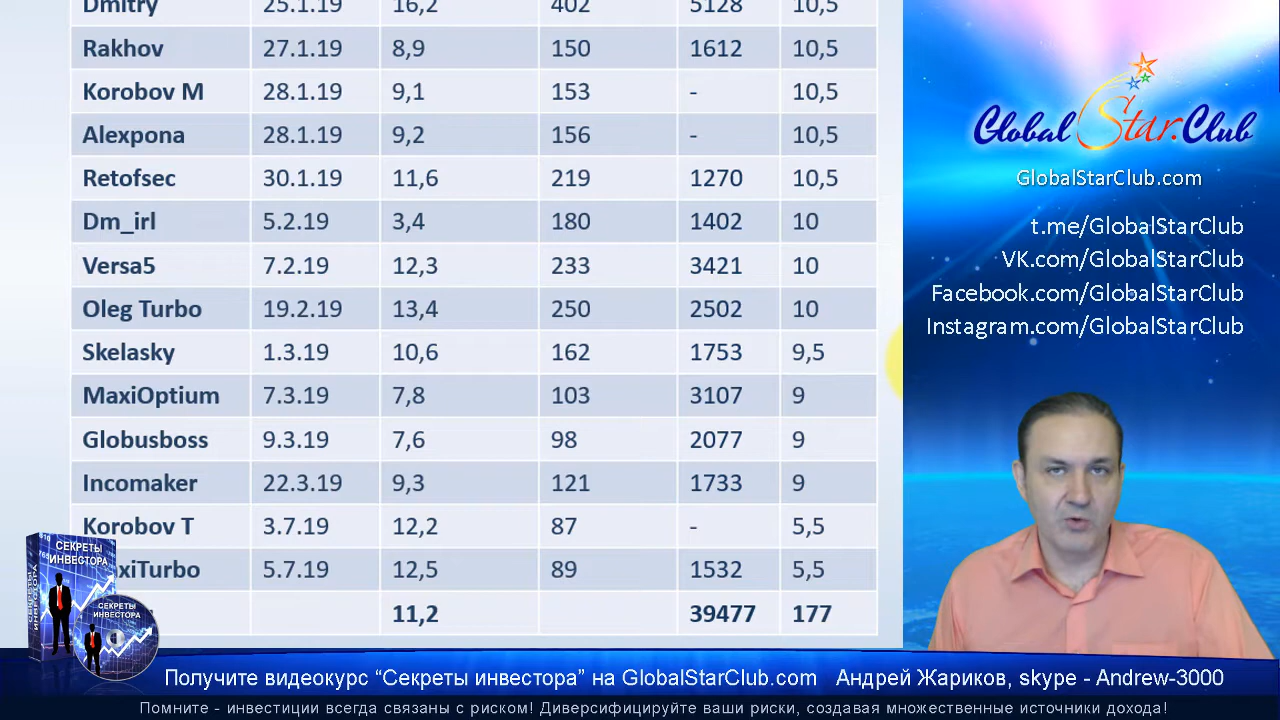 Dmitry 25.1.19 16,2 402 5128 10,5
Rakhov 27.1.19 8,9 150 1612 10,5
Korobov M 28.1.19 9,1 153 - 10,5
Alexpona 28.1.19 9,2 156 - 10,5
Retofsec 30.1.19 11,6 219 1270 10,5
Dm_irl 5.2.19 3,4 180 1402 10
Versa5 7.2.19 12,3 233 3421 10
Oleg Turbo 19.2.19 13,4 250 2502 10
Skelasky 1.3.19 10,6 162 1753 9,5
MaxiOptium 7.3.19 7,8 103 3107 9
Globusboss 9.3.19 7,6 98 2077 9
Incomaker 22.3.19 9,3 121 1733 9
Korobov T 3.7.19 12,2 87 - 5,5
xiTurbo 5.7.19 12,5 89 1532 5,5
11,2 39477 177
Global Star.Club
GlobalStarClub.com
t.me/GlobalStarClub
VK.com/GlobalStarClub
Facebook.com/GlobalStarClub
Instagram.com/GlobalStarClub
СЕКРЕТЫ
ИНВЕСТОРА
СЕКРЕТЫ
ИНВЕСТОРА
СЕКРЕТЫ
ИНВЕСТОРА
Получите видеокурс “Секреты инвестора” на GlobalStarClub.com Андрей Жариков, skype - Andrew-3000
Помните - инвестиции всегда связаны с риском! Диверсифицируйте ваши риски, создавая множественные источники дохода!